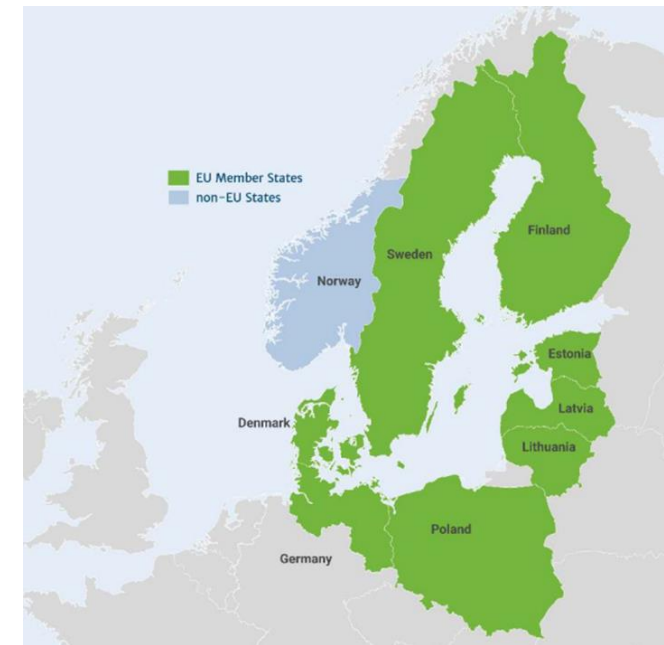 EU Member States
non-EU States
Finland
Sweden
Norway
Estonia
Latvia
Denmark
Lithuania
Poland
Germany